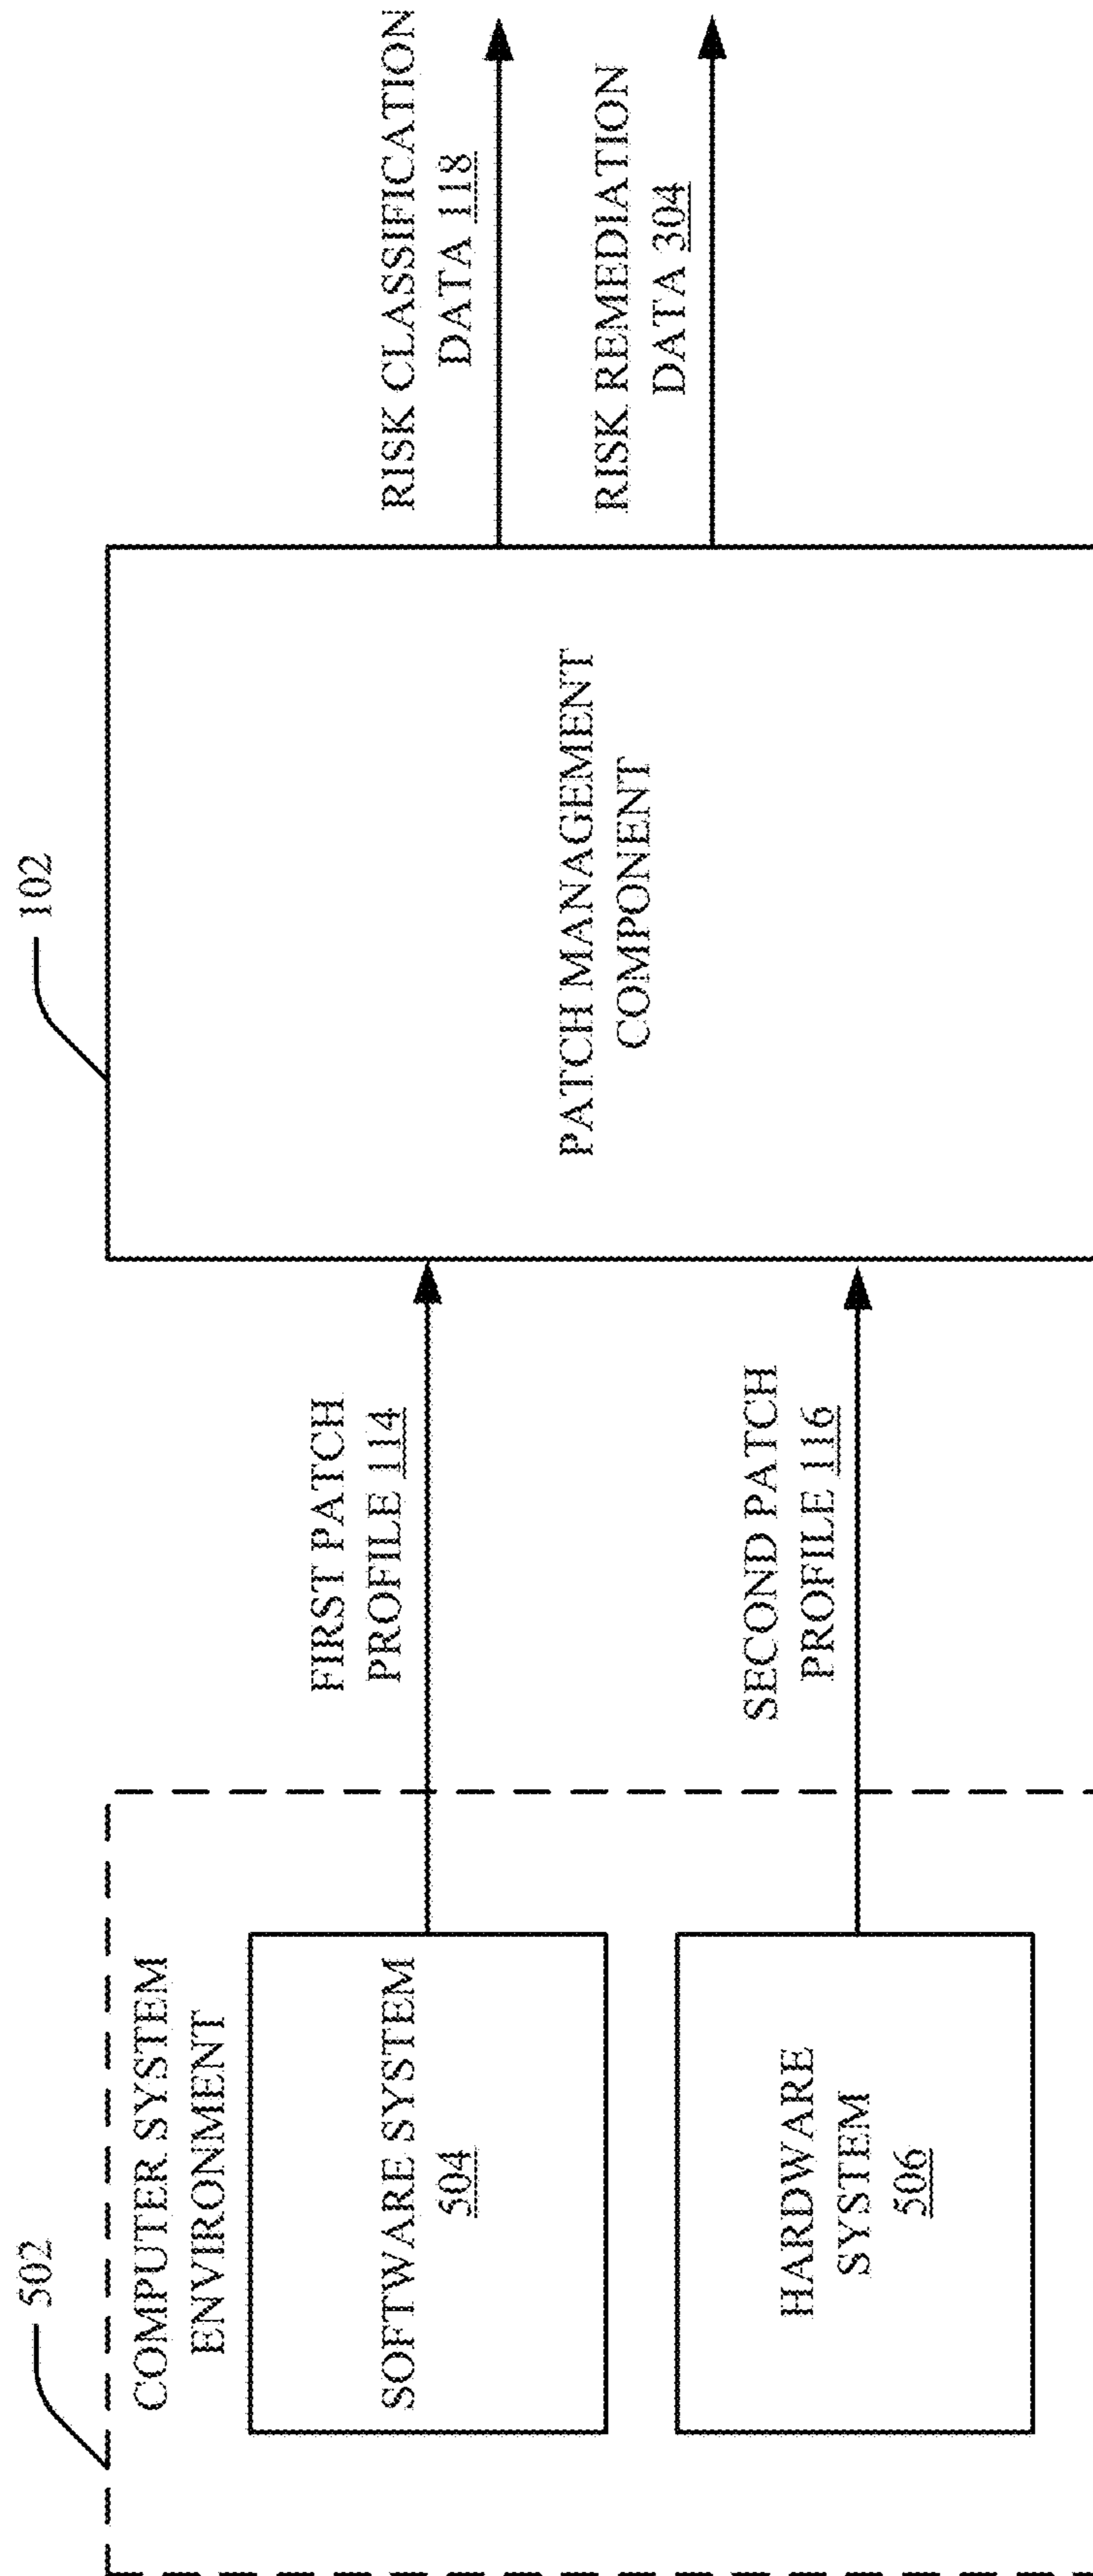 502
COMPUTER SYSTEM
ENVIRONMENT
SOFTWARE SYSTEM
504
HARDWARE
SYSTEM
506
FIRST PATCH
PROFILE 114
SECOND PATCH
PROFILE 116
102
PATCH MANAGEMENT
COMPONENT
RISK CLASSIFICATION
DATA 118
RISK REMEDIATION
DATA 304